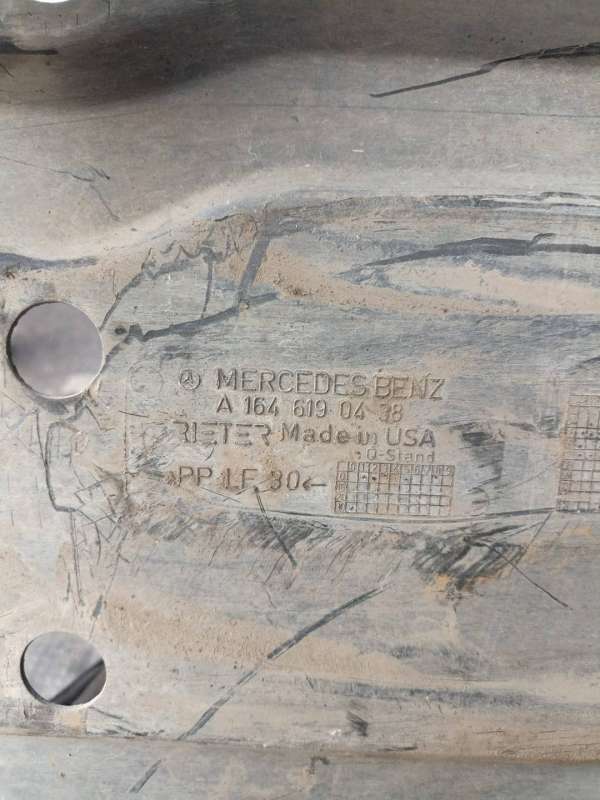 MERCEDES BENZ
A 164 619 04 38
RIETER Made in USA
Q-Stand
>PP LF 30<